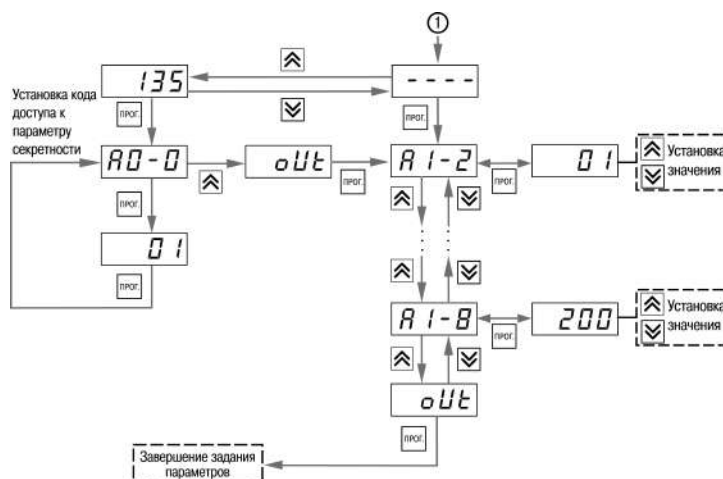 1
135
- - - -
Установка кода
доступа к
параметру
секретности
ПРОГ.
ПРОГ.
A0-0
oUt
ПРОГ.
A1-2
ПРОГ.
01
Установка
значения
ПРОГ.
01
ПРОГ.
A1-8
ПРОГ.
200
Установка
значения
oUt
ПРОГ.
Завершение задания
параметров